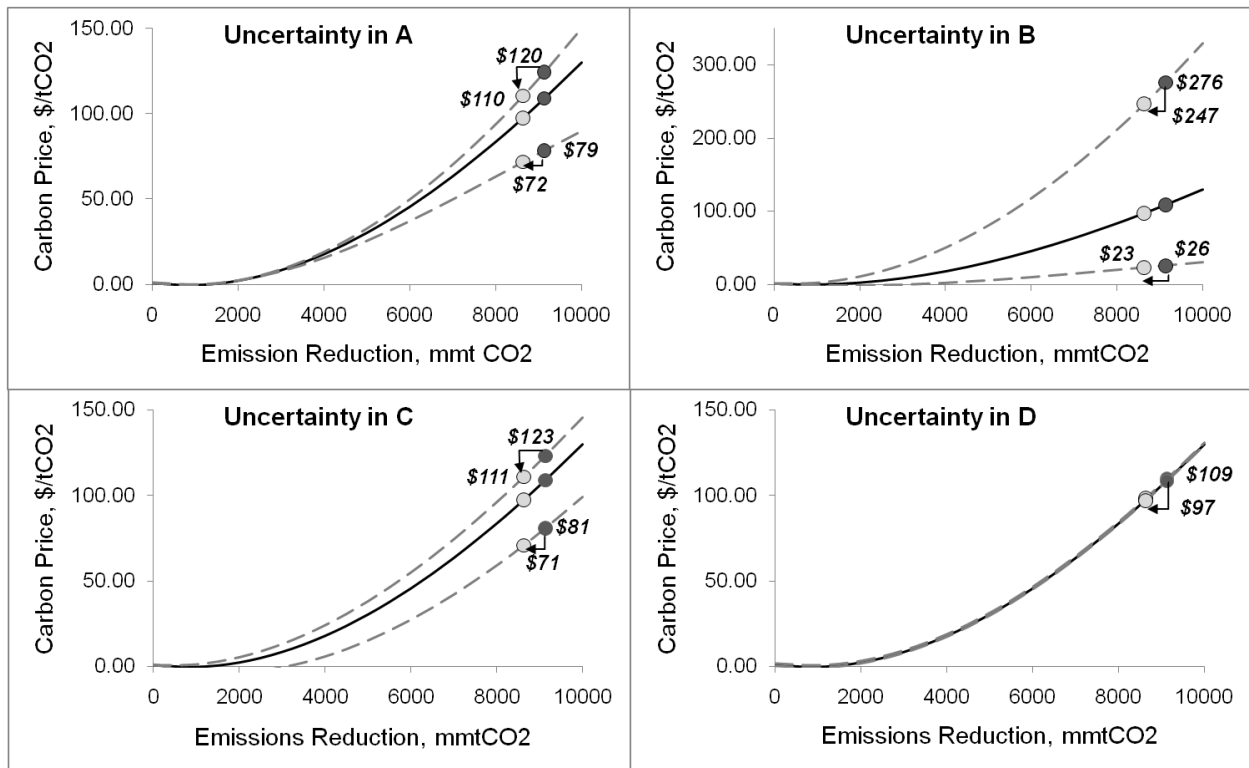 Uncertainty in A
150.00
100.00
50.00
0.00
Carbon Price, $/tCO2
$120
$110
$79
$72
0 2000 4000 6000 8000 10000
Emission Reduction, mmt CO2
Uncertainty in B
300.00
200.00
100.00
0.00
Carbon Price, $/tCO2
$276
$247
$23 $26
0 2000 4000 6000 8000 10000
Emission Reduction, mmtCO2
Uncertainty in C
150.00
100.00
50.00
0.00
Carbon Price, $/tCO2
$123
$111
$81
$71
0 2000 4000 6000 8000 10000
Emissions Reduction, mmtCO2
Uncertainty in D
150.00
100.00
50.00
0.00
Carbon Price, $/tCO2
$109
$97
0 2000 4000 6000 8000 10000
Emissions Reduction, mmtCO2